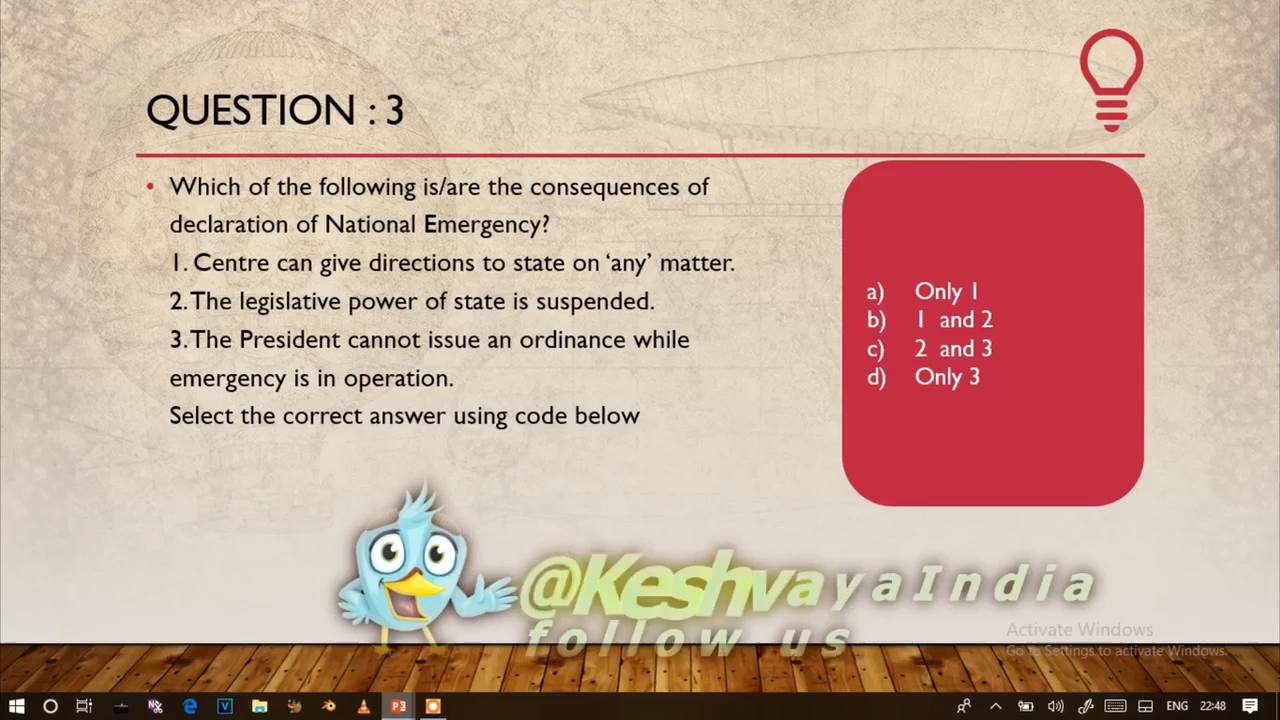 QUESTION : 3
• Which of the following is/are the consequences of
declaration of National Emergency?
1. Centre can give directions to state on ‘any’ matter.
2. The legislative power of state is suspended.
3. The President cannot issue an ordinance while
emergency is in operation.
Select the correct answer using code below
a) Only 1
b) 1 and 2
c) 2 and 3
d) Only 3
@KeshvayaIndia
follow us
Activate Windows
Go to Settings to activate Windows.
ENG 22:48